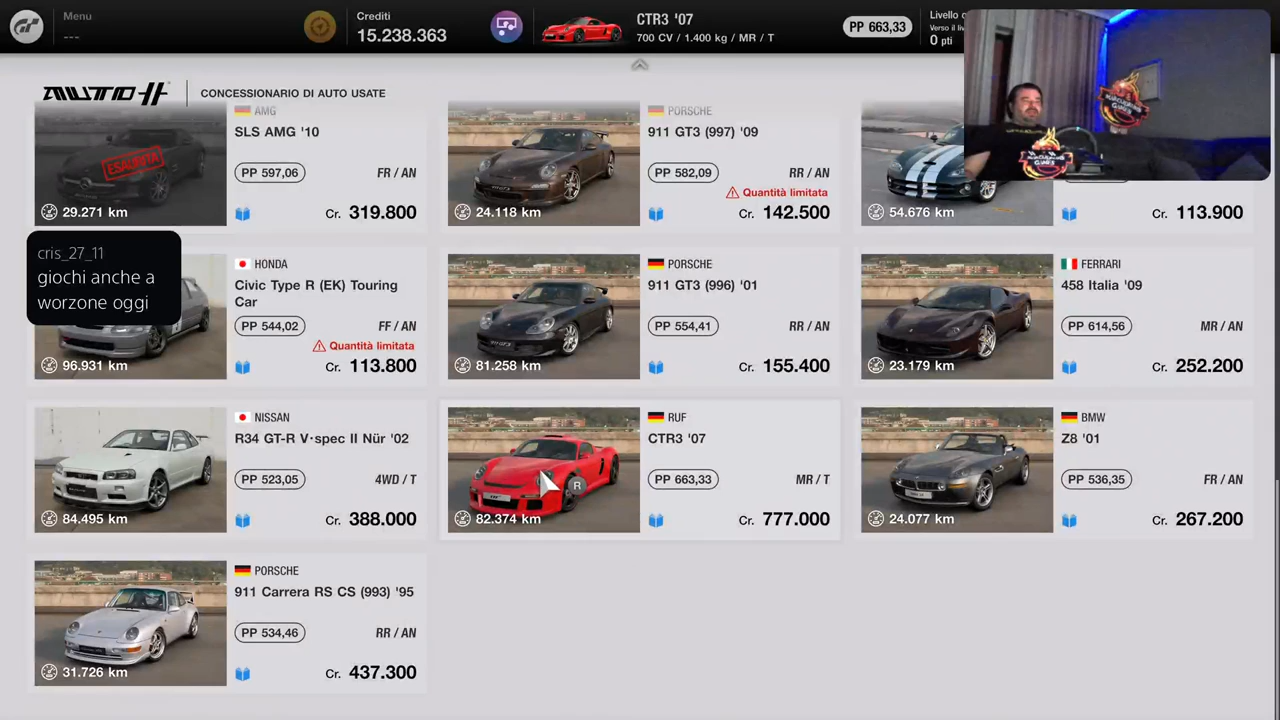 Menu
---
Crediti
15.238.363
CTR3 '07
700 CV / 1.400 kg / MR / T
PP 663,33
Livello
Verso il liv
0 pti
AUTO
CONCESSIONARIO DI AUTO USATE
AMG
SLS AMG '10
PP 597,06
FR / AN
ESAURITA
29.271 km
Cr. 319.800
PORSCHE
911 GT3 (997) '09
PP 582,09
RR / AN
Quantità limitata
24.118 km
Cr. 142.500
54.676 km
Cr. 113.900
cris_27_11
giochi anche a
worzone oggi
HONDA
Civic Type R (EK) Touring
Car
PP 544,02
FF / AN
Quantità limitata
96.931 km
Cr. 113.800
PORSCHE
911 GT3 (996) '01
PP 554,41
RR / AN
81.258 km
Cr. 155.400
FERRARI
458 Italia '09
PP 614,56
MR / AN
23.179 km
Cr. 252.200
NISSAN
R34 GT-R V·spec II Nür '02
PP 523,05
4WD / T
84.495 km
Cr. 388.000
RUF
CTR3 '07
PP 663,33
MR / T
R
82.374 km
Cr. 777.000
BMW
Z8 '01
PP 536,35
FR / AN
24.077 km
Cr. 267.200
PORSCHE
911 Carrera RS CS (993) '95
PP 534,46
RR / AN
31.726 km
Cr. 437.300